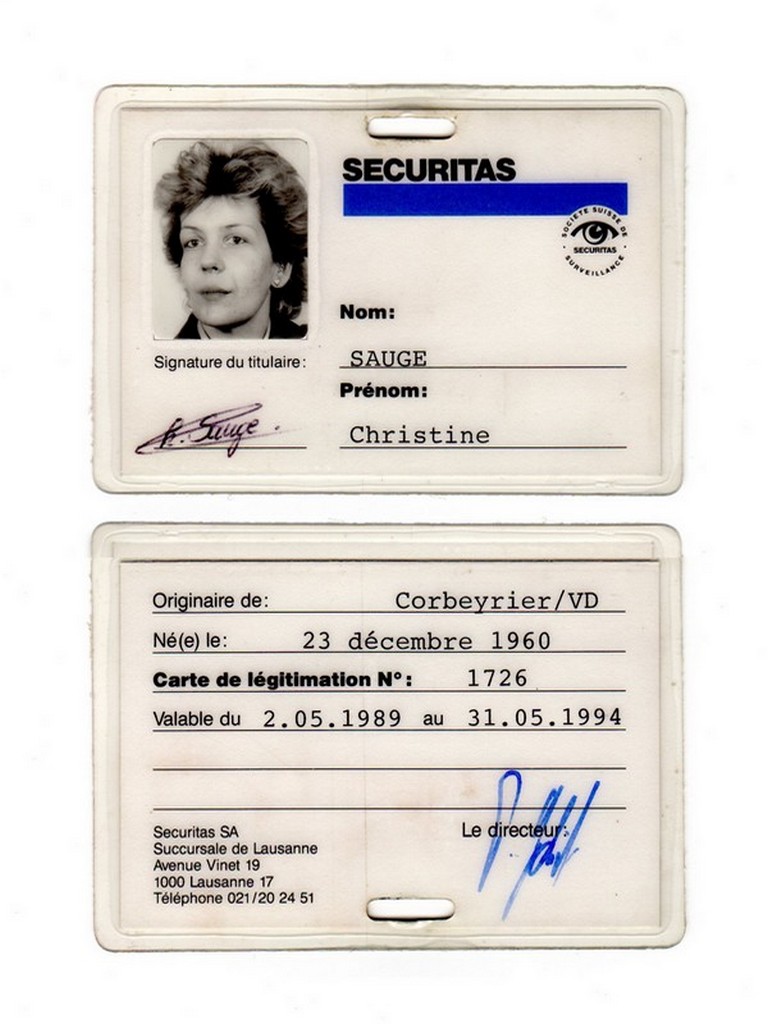 SECURITAS
SOCIETE SUISSE DE
SECURITAS
SURVEILLANCE
Nom:
Signature du titulaire: SAUGE
Prénom:
Ch. Sauge. Christine
Originaire de: Corbeyrier/VD
Né(e) le: 23 décembre 1960
Carte de légitimation N°: 1726
Valable du 2.05.1989 au 31.05.1994
Securitas SA Le directeur:
Succursale de Lausanne
Avenue Vinet 19
1000 Lausanne 17
Téléphone 021/20 24 51